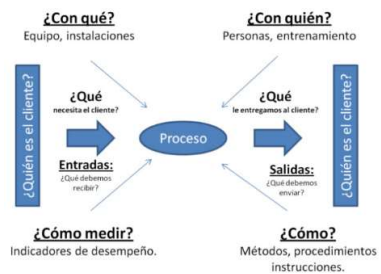 ¿Con qué?
Equipo, instalaciones
¿Con quién?
Personas, entrenamiento
¿Quién es el cliente?
¿Qué
necesita el cliente?
Entradas:
¿Qué debemos
recibir?
Proceso
¿Qué
le entregamos al cliente?
Salidas:
¿Qué debemos
enviar?
¿Quién es el cliente?
¿Cómo medir?
Indicadores de desempeño.
¿Cómo?
Métodos, procedimientos
instrucciones.